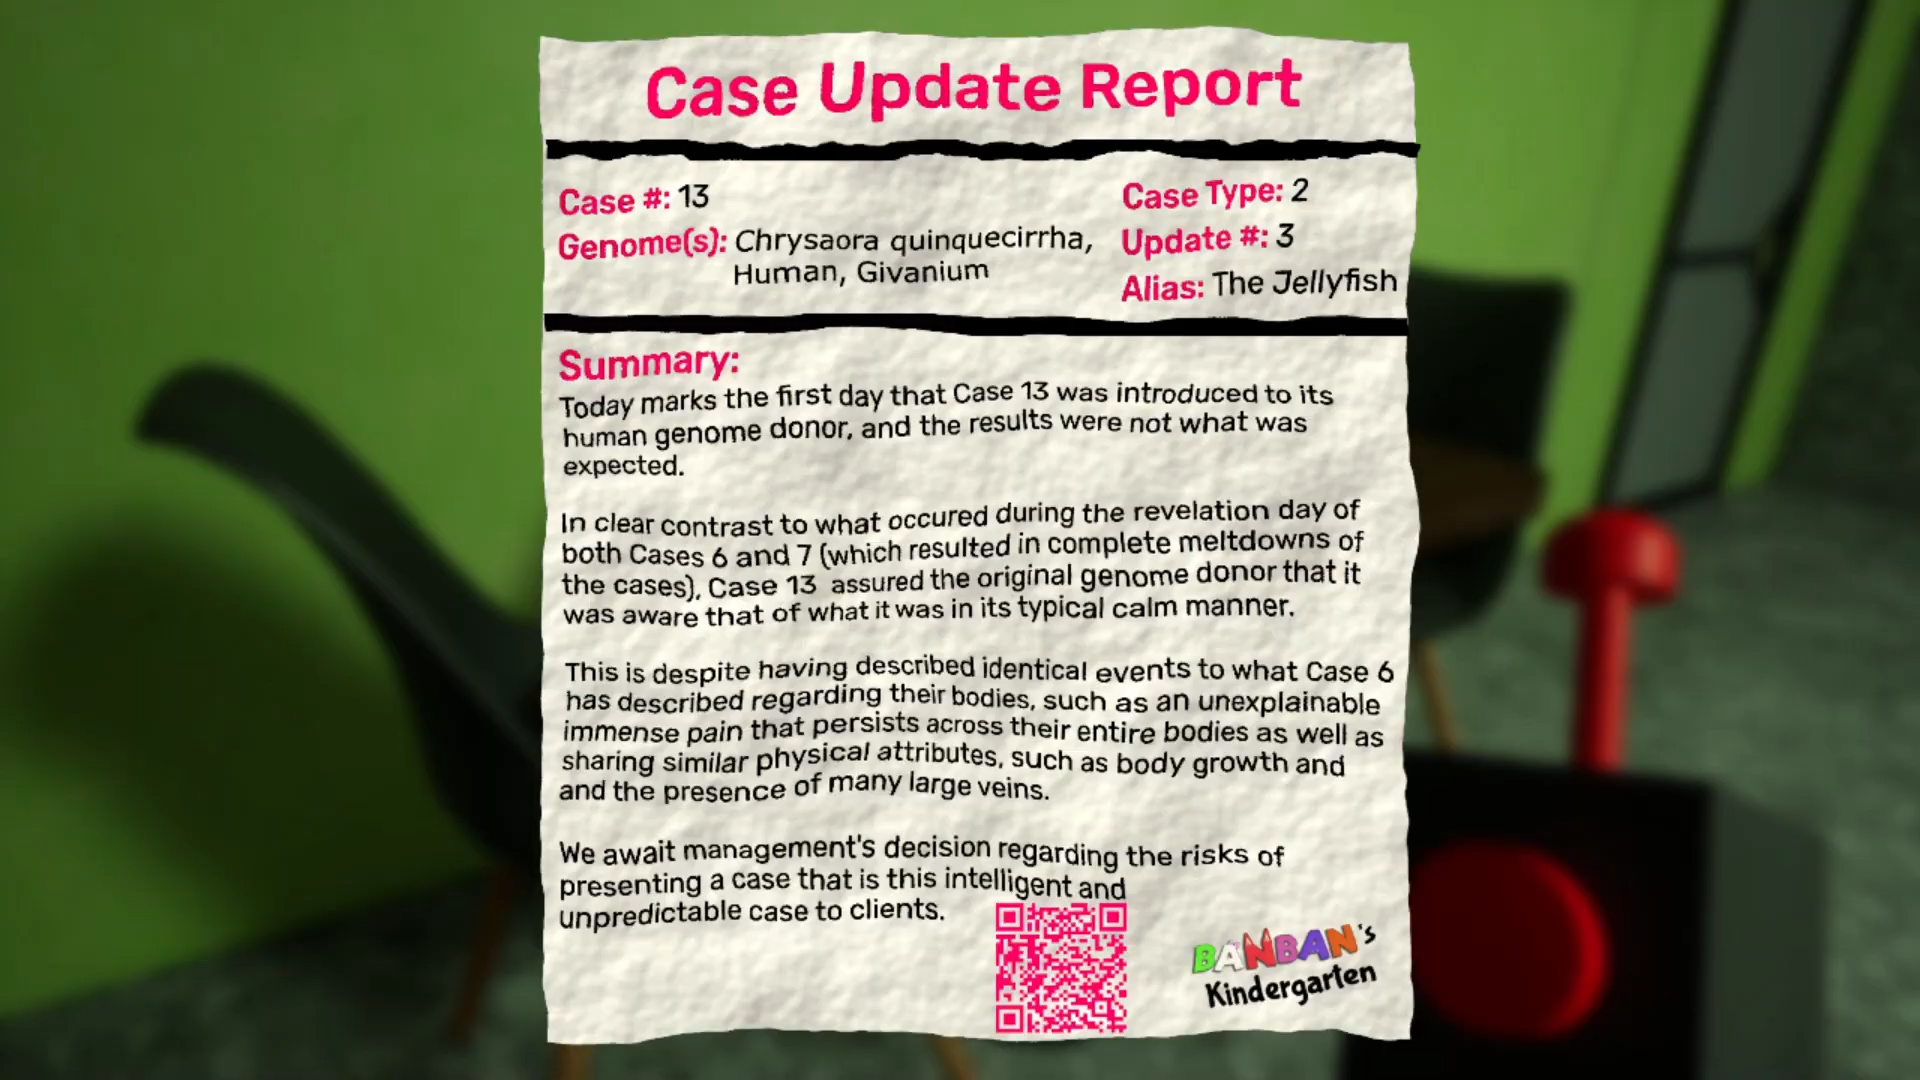 Case Update Report
Case #: 13
Genome(s): Chrysaora quinquecirrha,
Human, Givanium
Case Type: 2
Update #: 3
Alias: The Jellyfish
Summary:
Today marks the first day that Case 13 was introduced to its
human genome donor, and the results were not what was
expected.
In clear contrast to what occured during the revelation day of
both Cases 6 and 7 (which resulted in complete meltdowns of
the cases), Case 13 assured the original genome donor that it
was aware that of what it was in its typical calm manner.
This is despite having described identical events to what Case 6
has described regarding their bodies, such as an unexplainable
immense pain that persists across their entire bodies as well as
sharing similar physical attributes, such as body growth and
and the presence of many large veins.
We await management's decision regarding the risks of
presenting a case that is this intelligent and
unpredictable case to clients.
BANBAN's
Kindergarten